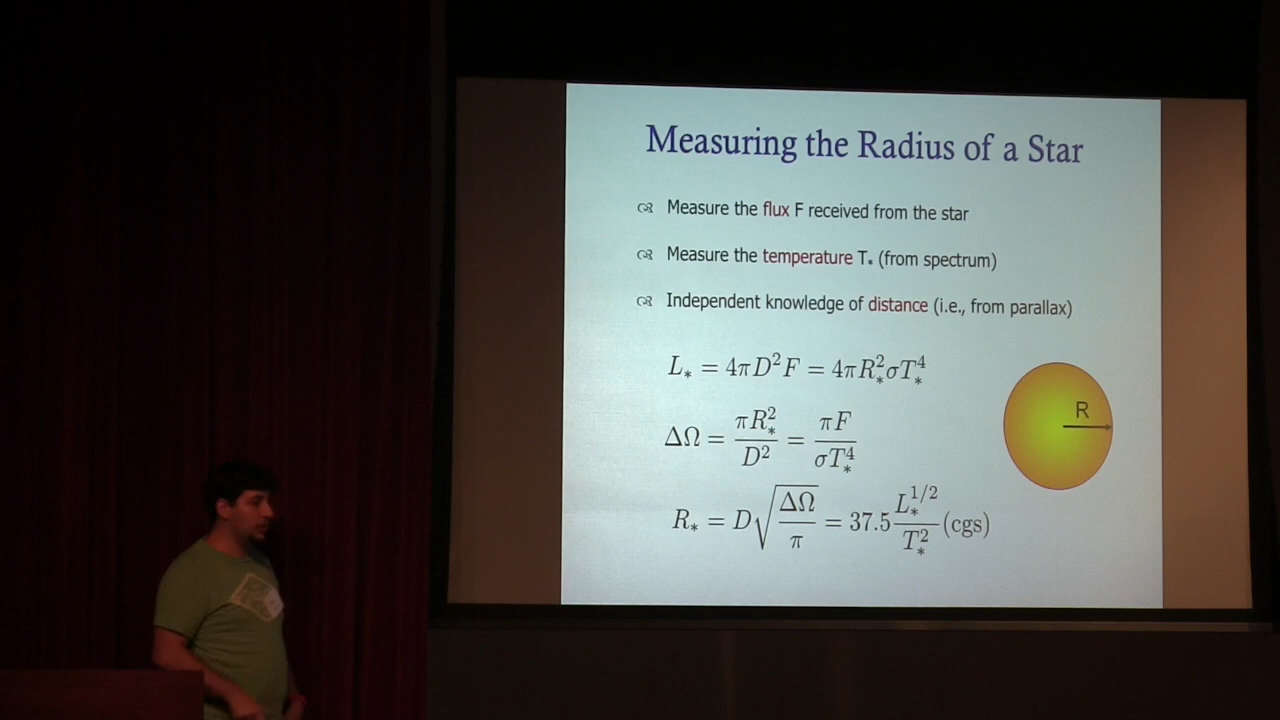 Measuring the Radius of a Star
Measure the flux F received from the star
Measure the temperature T* (from spectrum)
Independent knowledge of distance (i.e., from parallax)
L* = 4πD²F = 4πR*²σT*⁴
ΔΩ = πR*²/D² = πF/σT*⁴
R
R* = D√(ΔΩ/π) = 37.5 L*^1/2 / T*² (cgs)